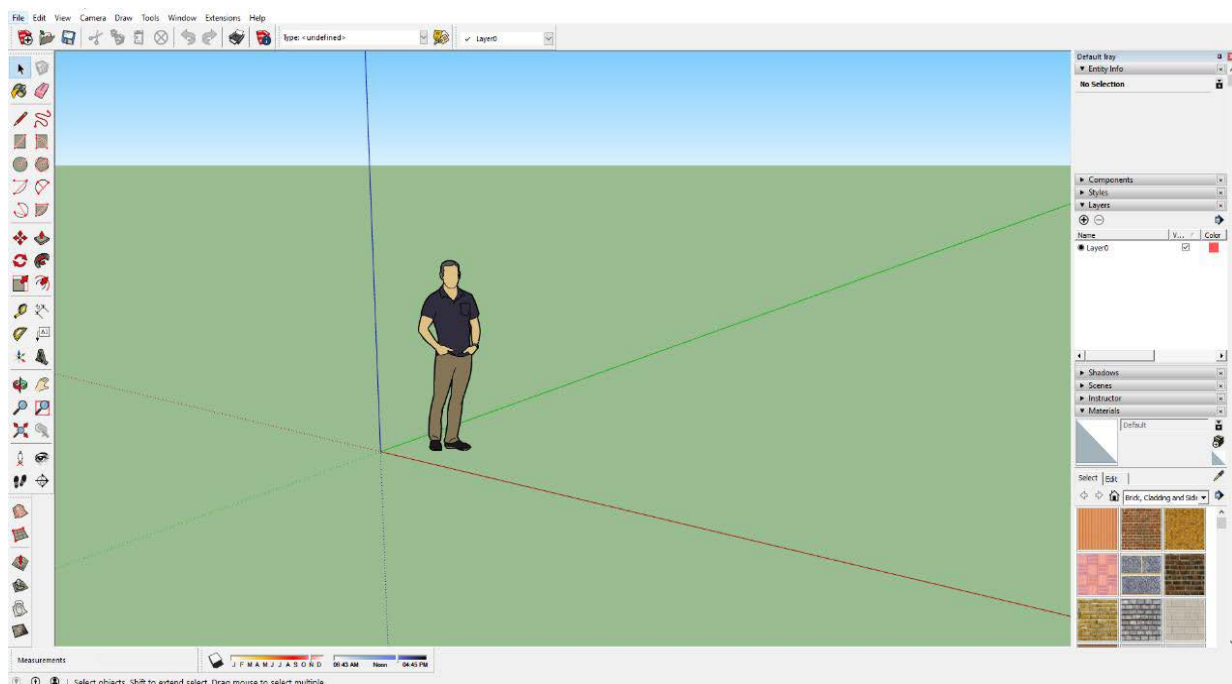 File Edit View Camera Draw Tools Window Extensions Help
Type: <undefined>
✓ Layer0
Default tray
▼ Entity Info
No Selection
▶ Components
▶ Styles
▼ Layers
Name V... Color
Layer0
▶ Shadows
▶ Scenes
▶ Instructor
▼ Materials
Default
Select Edit
Brick, Cladding and Sidi
Measurements
J F M A M J J A S O N D 06:43 AM Noon 04:45 PM
Select objects. Shift to extend select. Drag mouse to select multiple.